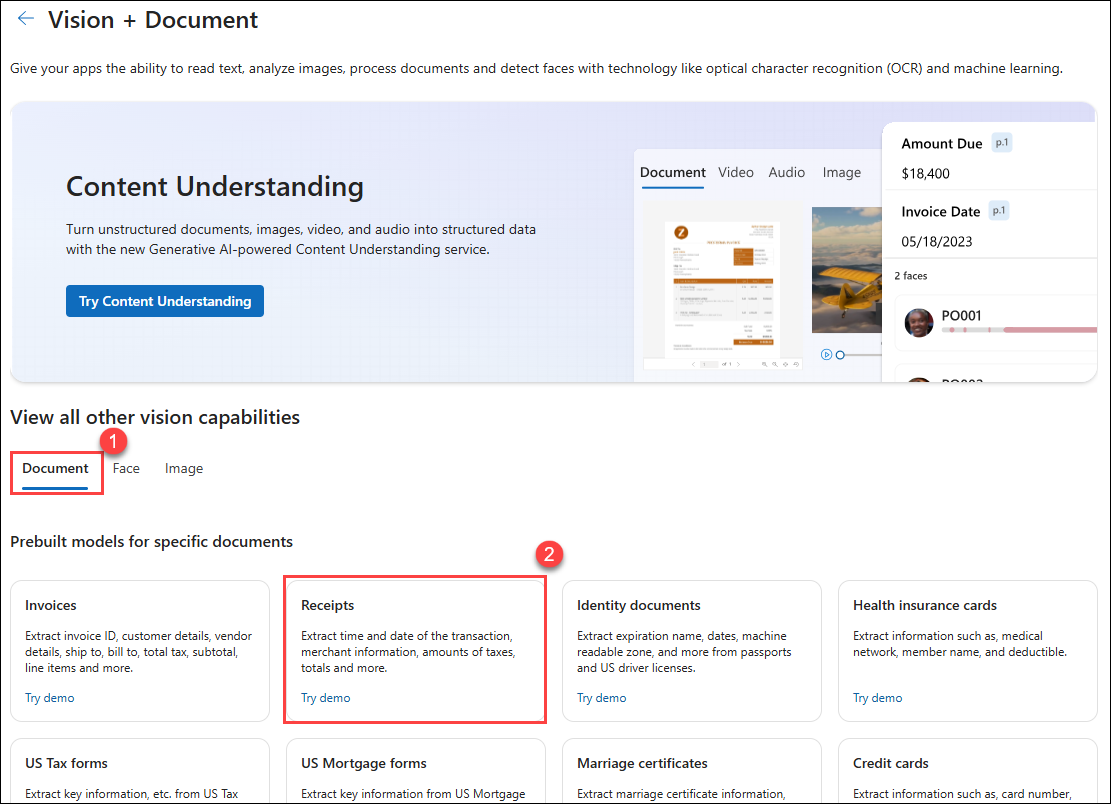 Vision + Document
Give your apps the ability to read text, analyze images, process documents and detect faces with technology like optical character recognition (OCR) and machine learning.
Content Understanding
Turn unstructured documents, images, video, and audio into structured data
with the new Generative AI-powered Content Understanding service.
Try Content Understanding
Document Video Audio Image
Amount Due p.1
$18,400
Invoice Date p.1
05/18/2023
2 faces
PO001
View all other vision capabilities
1
Document Face Image
Prebuilt models for specific documents
2
Invoices
Extract invoice ID, customer details, vendor
details, ship to, bill to, total tax, subtotal,
line items and more.
Try demo
Receipts
Extract time and date of the transaction,
merchant information, amounts of taxes,
totals and more.
Try demo
Identity documents
Extract expiration name, dates, machine
readable zone, and more from passports
and US driver licenses.
Try demo
Health insurance cards
Extract information such as, medical
network, member name, and deductible.
Try demo
US Tax forms
Extract key information, etc. from US Tax
US Mortgage forms
Extract key information from US Mortgage
Marriage certificates
Extract marriage certificate information,
Credit cards
Extract information such as, card number,